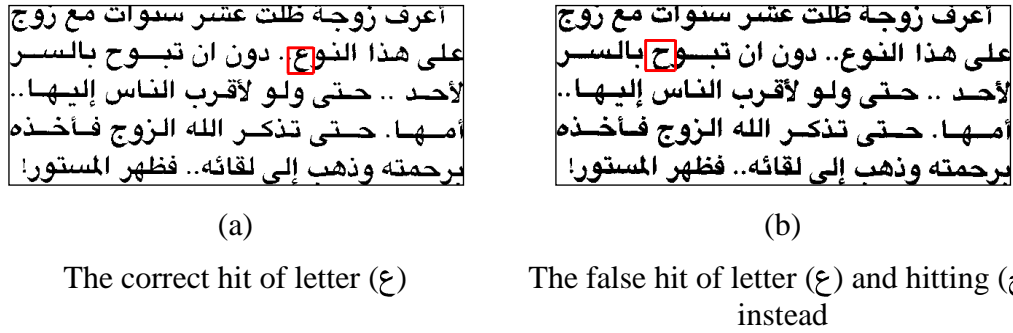 أعرف زوجة ظلت عشر سنوات مع زوج
على هذا النوع.. دون ان تبوح بالسر
لأحد .. حتى ولو لأقرب الناس إليها..
أمها. حتى تذكر الله الزوج فأخذه
برحمته وذهب إلى لقائه.. فظهر المستور!
(a)
The correct hit of letter (ع)
أعرف زوجة ظلت عشر سنوات مع زوج
على هذا النوع.. دون ان تبوح بالسر
لأحد .. حتى ولو لأقرب الناس إليها..
أمها. حتى تذكر الله الزوج فأخذه
برحمته وذهب إلى لقائه.. فظهر المستور!
(b)
The false hit of letter (ع) and hitting
instead